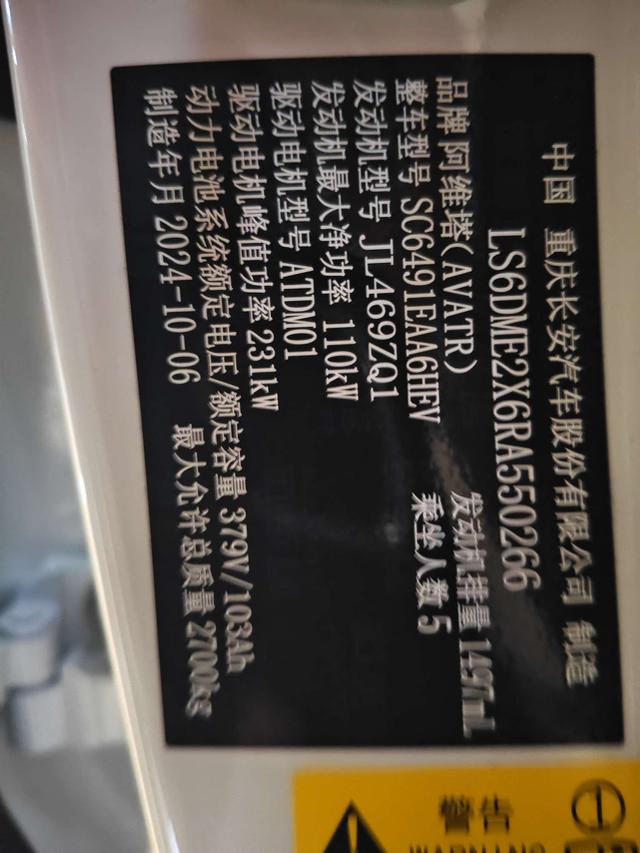 中国 重庆长安汽车股份有限公司 制造
LS6DME2X6RA550266
品牌 阿维塔(AVATR) 发动机排量 1497mL
整车型号 SC6491EAA6HEV 乘坐人数 5
发动机型号 JL469ZQ1
发动机最大净功率 110kW
驱动电机型号 ATDM01
驱动电机峰值功率 231kW
动力电池系统额定电压/额定容量 379V/103Ah
制造年月 2024-10-06 最大允许总质量 2700kg
警告
WARNING